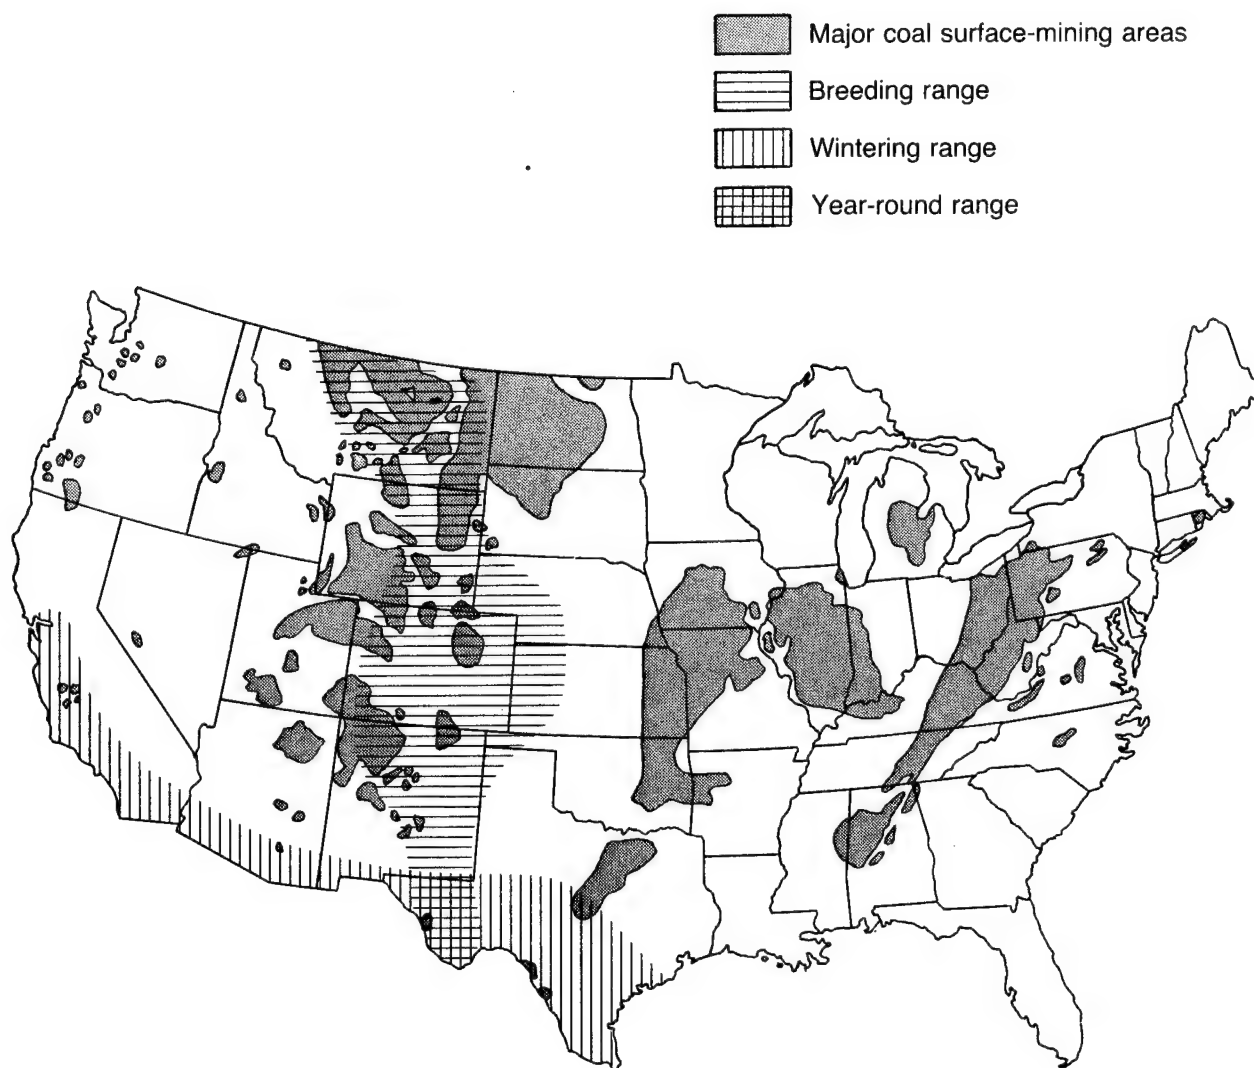 Major coal surface-mining areas
Breeding range
Wintering range
Year-round range